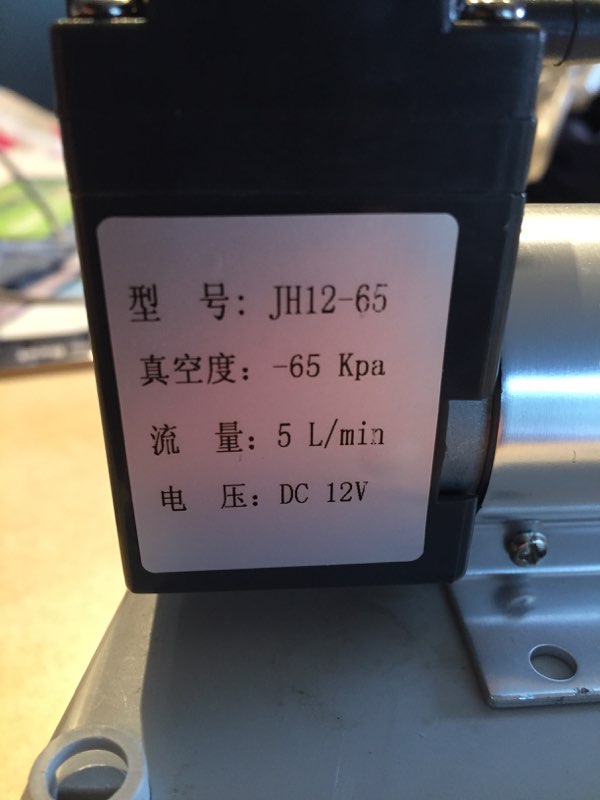 型 号: JH12-65
真空度: -65 Kpa
流 量: 5 L/min
电 压: DC 12V